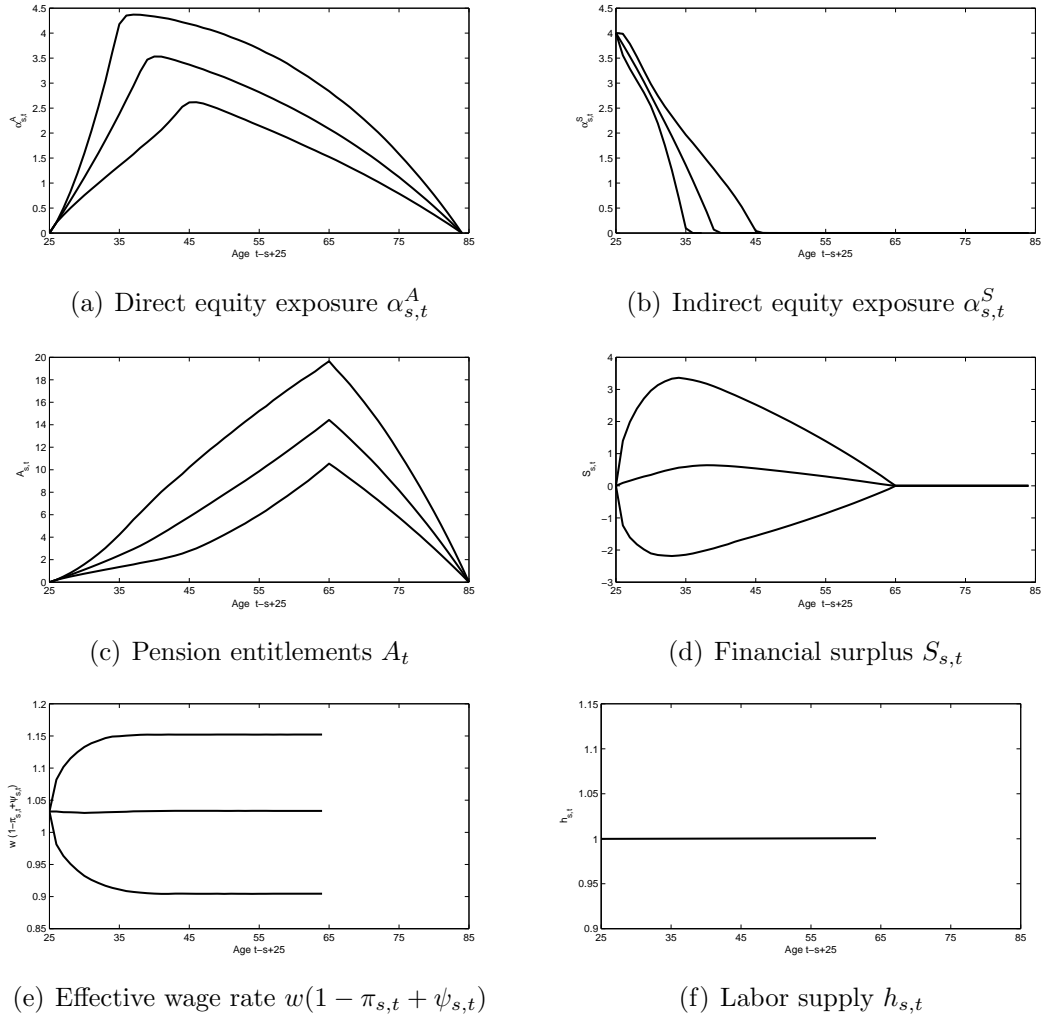 4.5
4
3.5
3
2.5
2
1.5
1
0.5
0
α^A_{s,t}
25 35 45 55 65 75 85
Age t−s+25
(a) Direct equity exposure α^A_{s,t}
4.5
4
3.5
3
2.5
2
1.5
1
0.5
0
α^S_{s,t}
25 35 45 55 65 75 85
Age t−s+25
(b) Indirect equity exposure α^S_{s,t}
20
18
16
14
12
10
8
6
4
2
0
A_{s,t}
25 35 45 55 65 75 85
Age t−s+25
(c) Pension entitlements A_t
4
3
2
1
0
−1
−2
−3
S_{s,t}
25 35 45 55 65 75 85
Age t−s+25
(d) Financial surplus S_{s,t}
1.2
1.15
1.1
1.05
1
0.95
0.9
0.85
w (1−π_{s,t}+ψ_{s,t})
25 35 45 55 65 75 85
Age t−s+25
(e) Effective wage rate w(1 − π_{s,t} + ψ_{s,t})
1.15
1.1
1.05
1
0.95
0.9
h_{s,t}
25 35 45 55 65 75 85
Age t−s+25
(f) Labor supply h_{s,t}